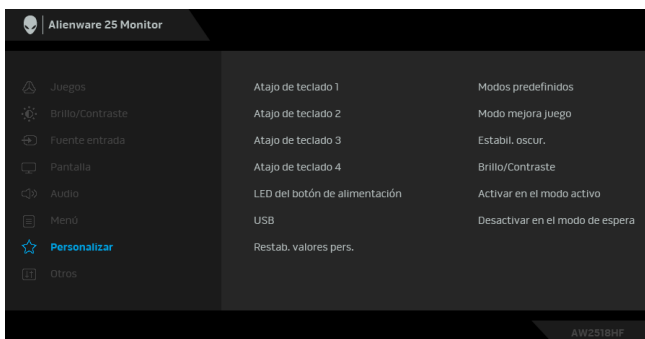 Alienware 25 Monitor
Juegos
Brillo/Contraste
Fuente entrada
Pantalla
Audio
Menú
Personalizar
Otros
Atajo de teclado 1 Modos predefinidos
Atajo de teclado 2 Modo mejora juego
Atajo de teclado 3 Estabil. oscur.
Atajo de teclado 4 Brillo/Contraste
LED del botón de alimentación Activar en el modo activo
USB Desactivar en el modo de espera
Restab. valores pers.
AW2518HF